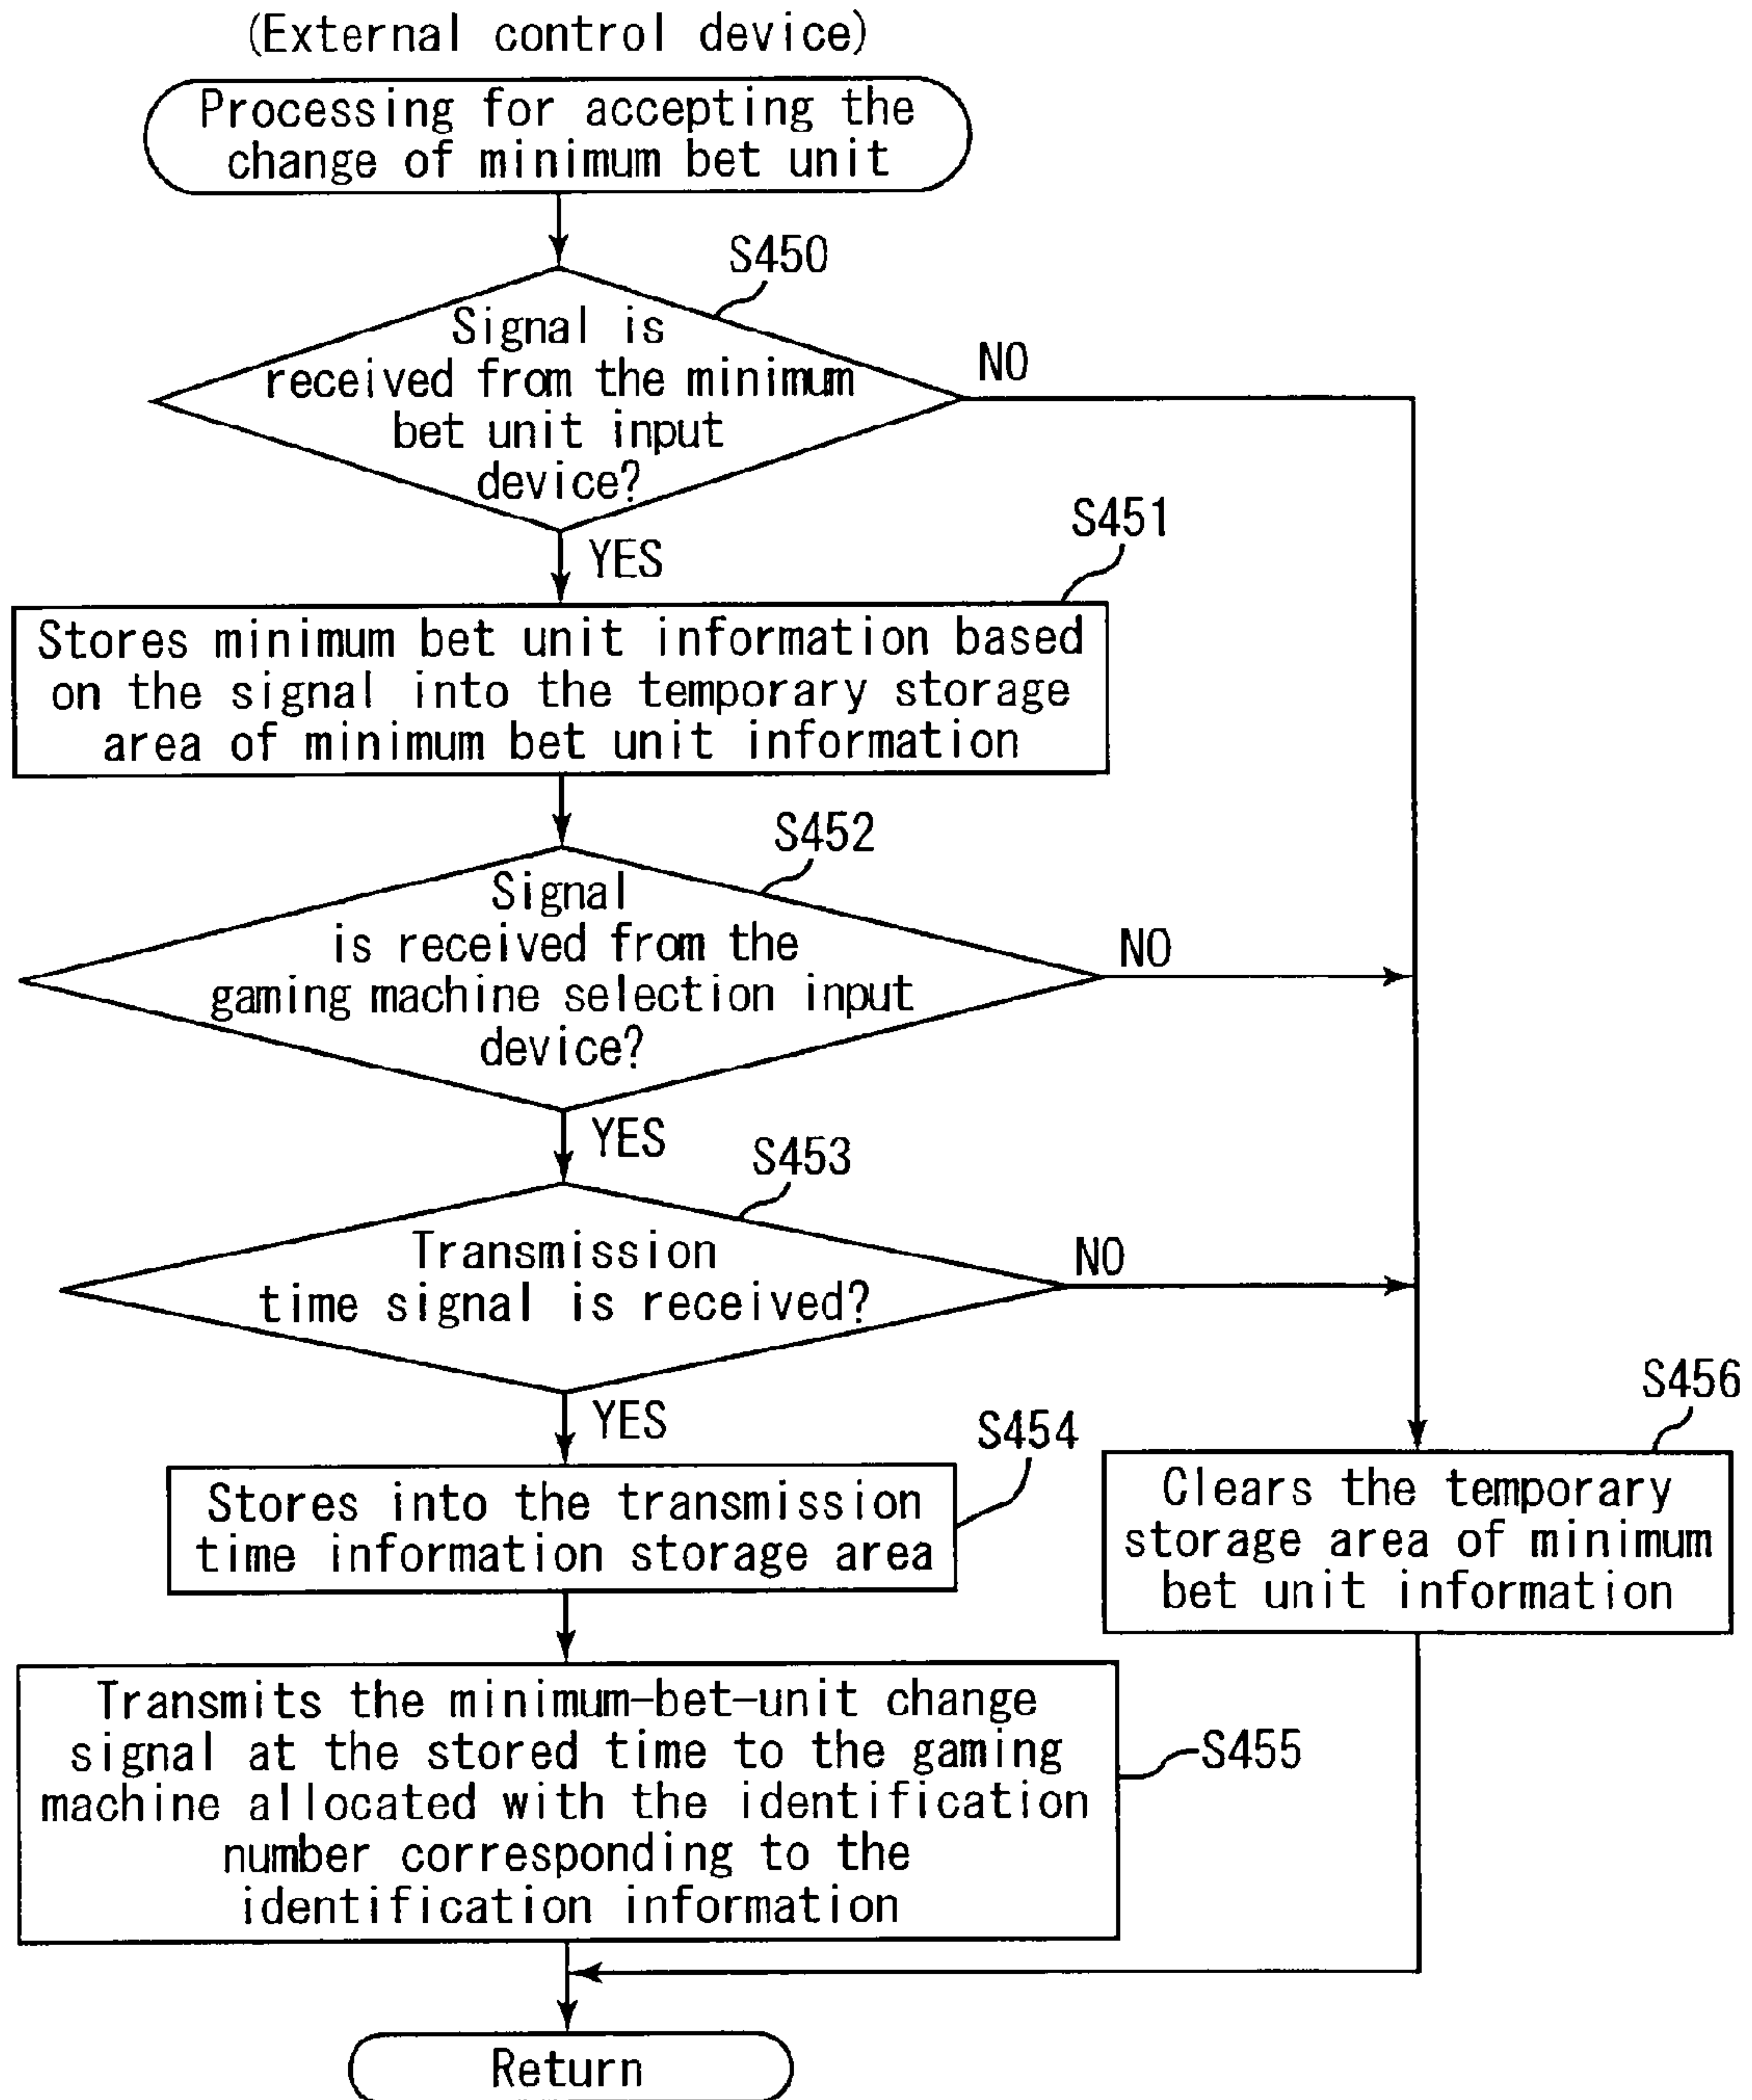 (External control device)
Processing for accepting the
change of minimum bet unit
S450
Signal is
received from the minimum
bet unit input
device?
NO
YES
S451
Stores minimum bet unit information based
on the signal into the temporary storage
area of minimum bet unit information
S452
Signal
is received from the
gaming machine selection input
device?
NO
YES
S453
Transmission
time signal is received?
NO
YES
S454
Stores into the transmission
time information storage area
S456
Clears the temporary
storage area of minimum
bet unit information
Transmits the minimum-bet-unit change
signal at the stored time to the gaming
machine allocated with the identification
number corresponding to the
identification information
S455
Return